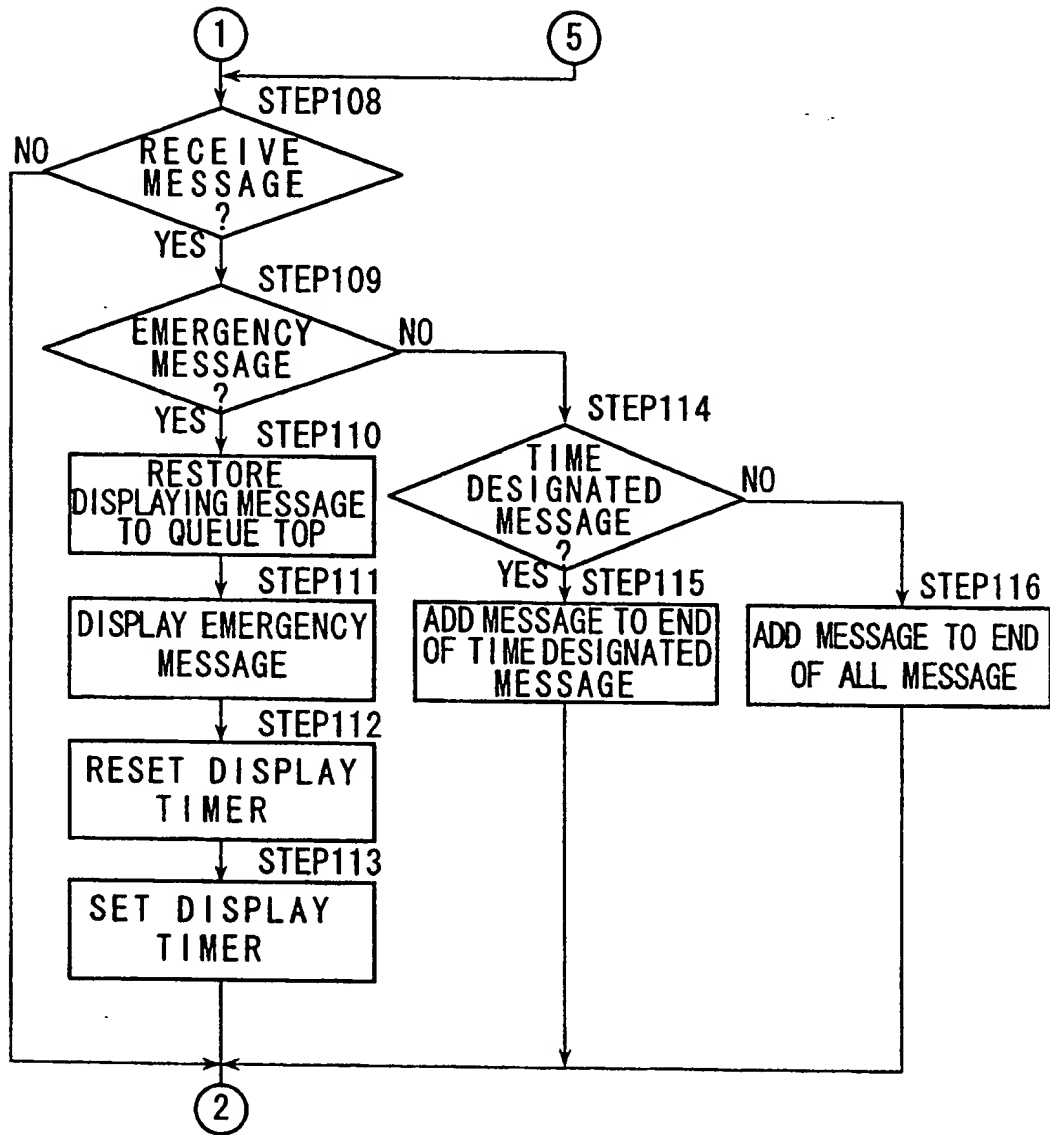 1
5
STEP108
NO
RECEIVE
MESSAGE
?
YES
STEP109
EMERGENCY
MESSAGE
?
NO
YES
STEP110
RESTORE
DISPLAYING MESSAGE
TO QUEUE TOP
STEP111
DISPLAY EMERGENCY
MESSAGE
STEP112
RESET DISPLAY
TIMER
STEP113
SET DISPLAY
TIMER
STEP114
TIME
DESIGNATED
MESSAGE
?
NO
YES
STEP115
ADD MESSAGE TO END
OF TIME DESIGNATED
MESSAGE
STEP116
ADD MESSAGE TO END
OF ALL MESSAGE
2